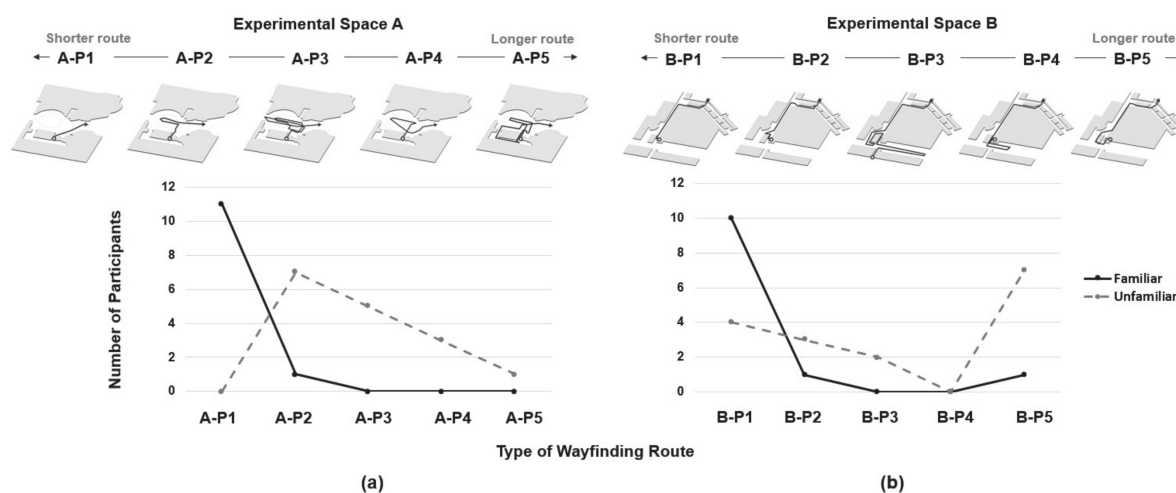 Experimental Space A
Shorter route
Longer route
A-P1 A-P2 A-P3 A-P4 A-P5
Experimental Space B
Shorter route
Longer route
B-P1 B-P2 B-P3 B-P4 B-P5
Number of Participants
12
10
8
6
4
2
0
A-P1 A-P2 A-P3 A-P4 A-P5
12
10
8
6
4
2
0
B-P1 B-P2 B-P3 B-P4 B-P5
Familiar
Unfamiliar
Type of Wayfinding Route
(a)
(b)